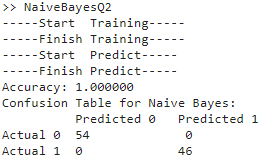 >> NaiveBayesQ2
-----Start  Training-----
-----Finish Training-----
-----Start  Predict-----
-----Finish Predict-----
Accuracy: 1.000000
Confusion Table for Naive Bayes:
          Predicted 0   Predicted 1
Actual 0  54             0
Actual 1  0             46